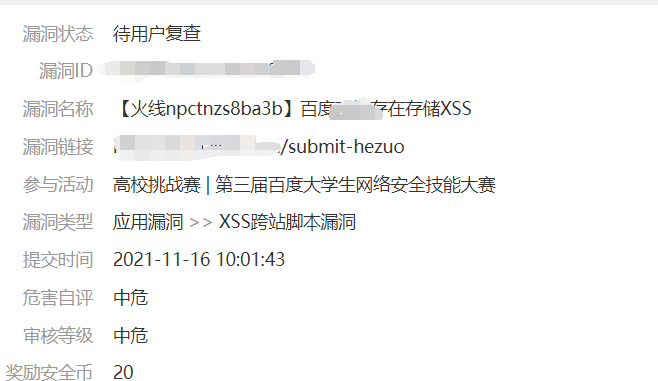 漏洞状态 待用户复查
漏洞ID
漏洞名称 【火线npctnzs8ba3b】百度 存在存储XSS
漏洞链接 /submit-hezuo
参与活动 高校挑战赛 | 第三届百度大学生网络安全技能大赛
漏洞类型 应用漏洞 >> XSS跨站脚本漏洞
提交时间 2021-11-16 10:01:43
危害自评 中危
审核等级 中危
奖励安全币 20